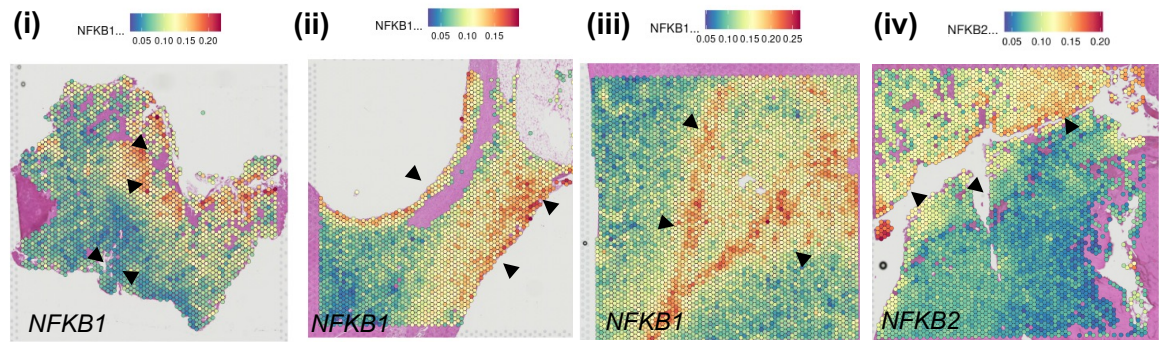 (i) NFKB1... 0.05 0.10 0.15 0.20
NFKB1
(ii) NFKB1... 0.05 0.10 0.15
NFKB1
(iii) NFKB1... 0.05 0.10 0.15 0.20 0.25
NFKB1
(iv) NFKB2... 0.05 0.10 0.15 0.20
NFKB2